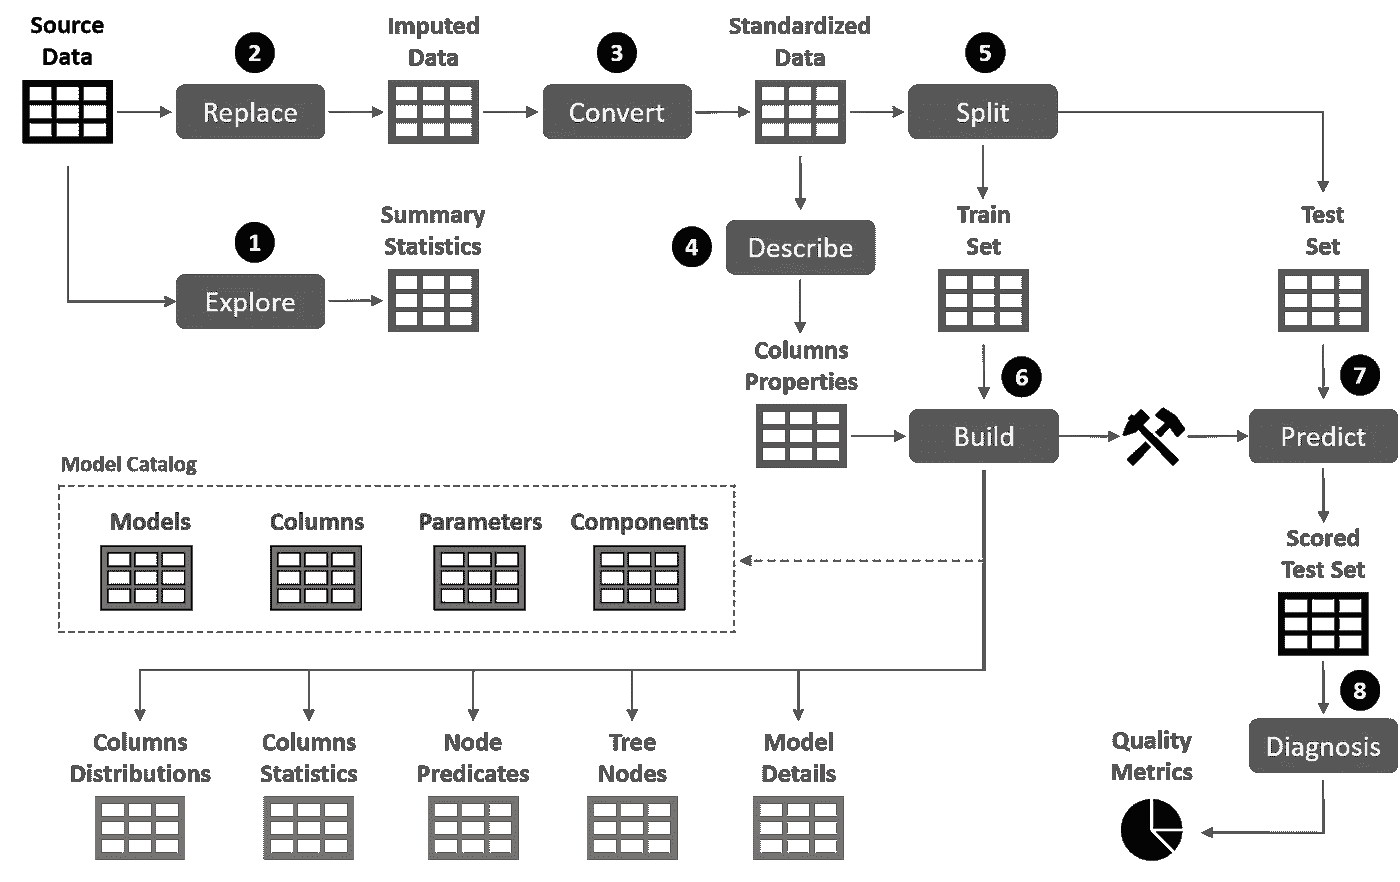 Source
Data
2
Replace
Imputed
Data
3
Convert
Standardized
Data
5
Split
1
Explore
Summary
Statistics
4
Describe
Train
Set
Test
Set
Columns
Properties
6
Build
7
Predict
Model Catalog
Models
Columns
Parameters
Components
Scored
Test Set
8
Diagnosis
Quality
Metrics
Columns
Distributions
Columns
Statistics
Node
Predicates
Tree
Nodes
Model
Details